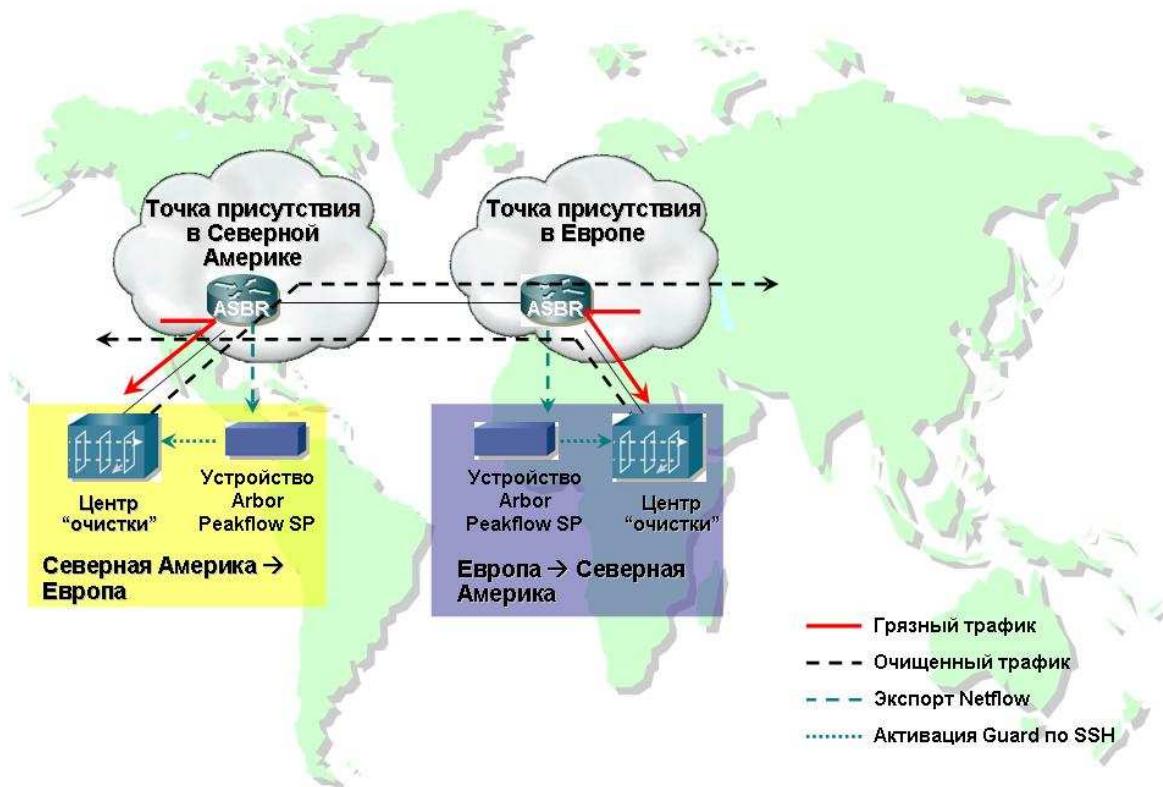 Точка присутствия
в Северной
Америке
ASBR
Точка присутствия
в Европе
ASBR
Центр
“очистки”
Устройство
Arbor
Peakflow SP
Северная Америка →
Европа
Устройство
Arbor
Peakflow SP
Центр
“очистки”
Европа → Северная
Америка
Грязный трафик
Очищенный трафик
Экспорт Netflow
Активация Guard по SSH